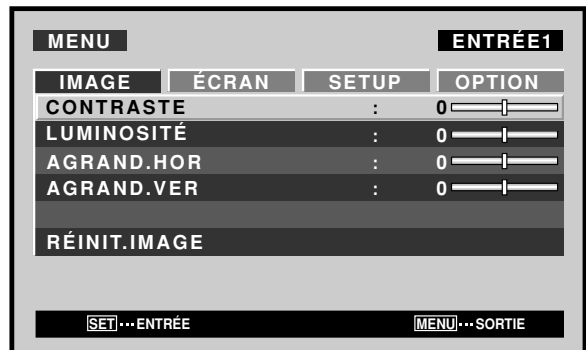 MENU ENTRÉE1
IMAGE ÉCRAN SETUP OPTION
CONTRASTE : 0
LUMINOSITÉ : 0
AGRAND.HOR : 0
AGRAND.VER : 0
RÉINIT.IMAGE
SET···ENTRÉE MENU···SORTIE